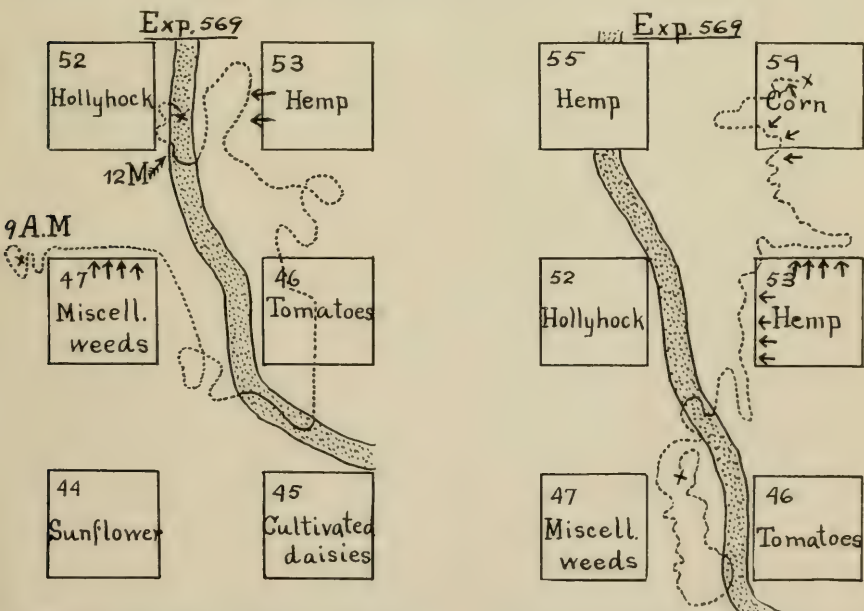 Exp. 569
52
Hollyhock
53
Hemp
12M
9 A.M
47
Miscell.
weeds
46
Tomatoes
44
Sunflower
45
Cultivated
daisies
Exp. 569
55
Hemp
54
Corn
52
Hollyhock
53
Hemp
47
Miscell.
weeds
46
Tomatoes